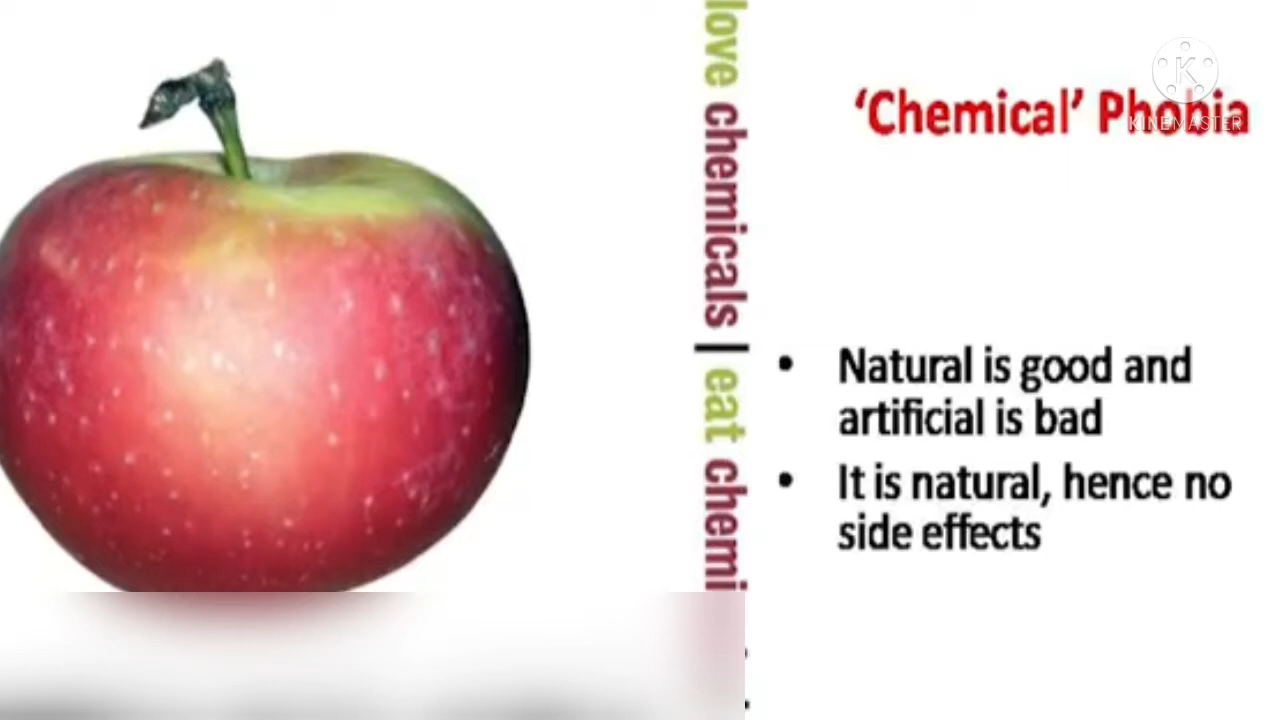 love chemicals | eat chemi
'Chemical' Phobia
KINEMASTER
• Natural is good and
artificial is bad
• It is natural, hence no
side effects